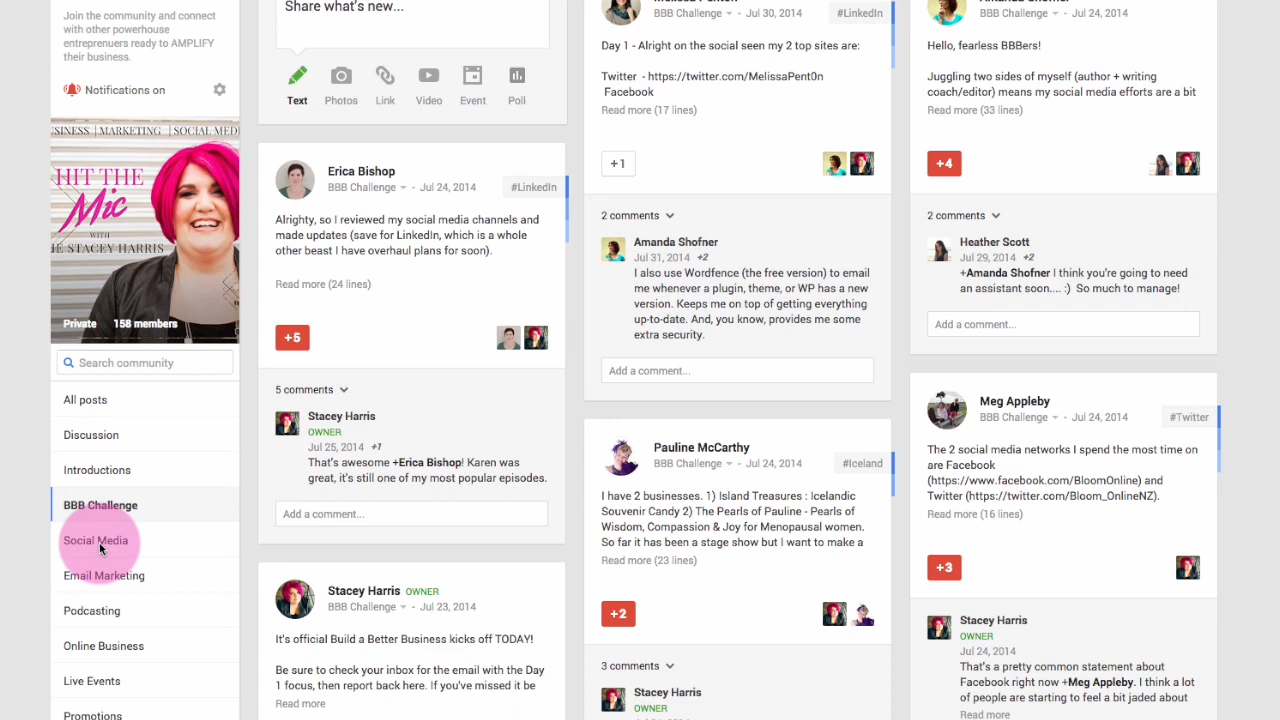 Join the community and connect
with other powerhouse
entreprenuers ready to AMPLIFY
their business.
Notifications on
BUSINESS | MARKETING | SOCIAL MEDI
HIT THE
Mic
WITH
THE STACEY HARRIS
Private 158 members
Search community
All posts
Discussion
Introductions
BBB Challenge
Social Media
Email Marketing
Podcasting
Online Business
Live Events
Promotions
Share what's new...
Text Photos Link Video Event Poll
Erica Bishop
BBB Challenge - Jul 24, 2014
#LinkedIn
Alrighty, so I reviewed my social media channels and
made updates (save for LinkedIn, which is a whole
other beast I have overhaul plans for soon).
Read more (24 lines)
+5
5 comments
Stacey Harris
OWNER
Jul 25, 2014 +1
That's awesome +Erica Bishop! Karen was
great, it's still one of my most popular episodes.
Add a comment...
Stacey Harris OWNER
BBB Challenge - Jul 23, 2014
It's official Build a Better Business kicks off TODAY!
Be sure to check your inbox for the email with the Day
1 focus, then report back here. If you've missed it be
Read more
BBB Challenge - Jul 30, 2014
#LinkedIn
Day 1 - Alright on the social seen my 2 top sites are:
Twitter - https://twitter.com/MelissaPent0n
Facebook
Read more (17 lines)
+1
2 comments
Amanda Shofner
Jul 31, 2014 +2
I also use Wordfence (the free version) to email
me whenever a plugin, theme, or WP has a new
version. Keeps me on top of getting everything
up-to-date. And, you know, provides me some
extra security.
Add a comment...
Pauline McCarthy
BBB Challenge - Jul 24, 2014
#Iceland
I have 2 businesses. 1) Island Treasures : Icelandic
Souvenir Candy 2) The Pearls of Pauline - Pearls of
Wisdom, Compassion & Joy for Menopausal women.
So far it has been a stage show but I want to make a
Read more (23 lines)
+2
3 comments
Stacey Harris
OWNER
Amanda Shofner
BBB Challenge - Jul 24, 2014
Hello, fearless BBBers!
Juggling two sides of myself (author + writing
coach/editor) means my social media efforts are a bit
Read more (33 lines)
+4
2 comments
Heather Scott
Jul 29, 2014 +2
+Amanda Shofner I think you're going to need
an assistant soon.... :) So much to manage!
Add a comment...
Meg Appleby
BBB Challenge - Jul 24, 2014
#Twitter
The 2 social media networks I spend the most time on
are Facebook
(https://www.facebook.com/BloomOnline) and
Twitter (https://twitter.com/Bloom_OnlineNZ).
Read more (16 lines)
+3
Stacey Harris
OWNER
Jul 24, 2014
That's a pretty common statement about
Facebook right now +Meg Appleby. I think a lot
of people are starting to feel a bit jaded about
Read more